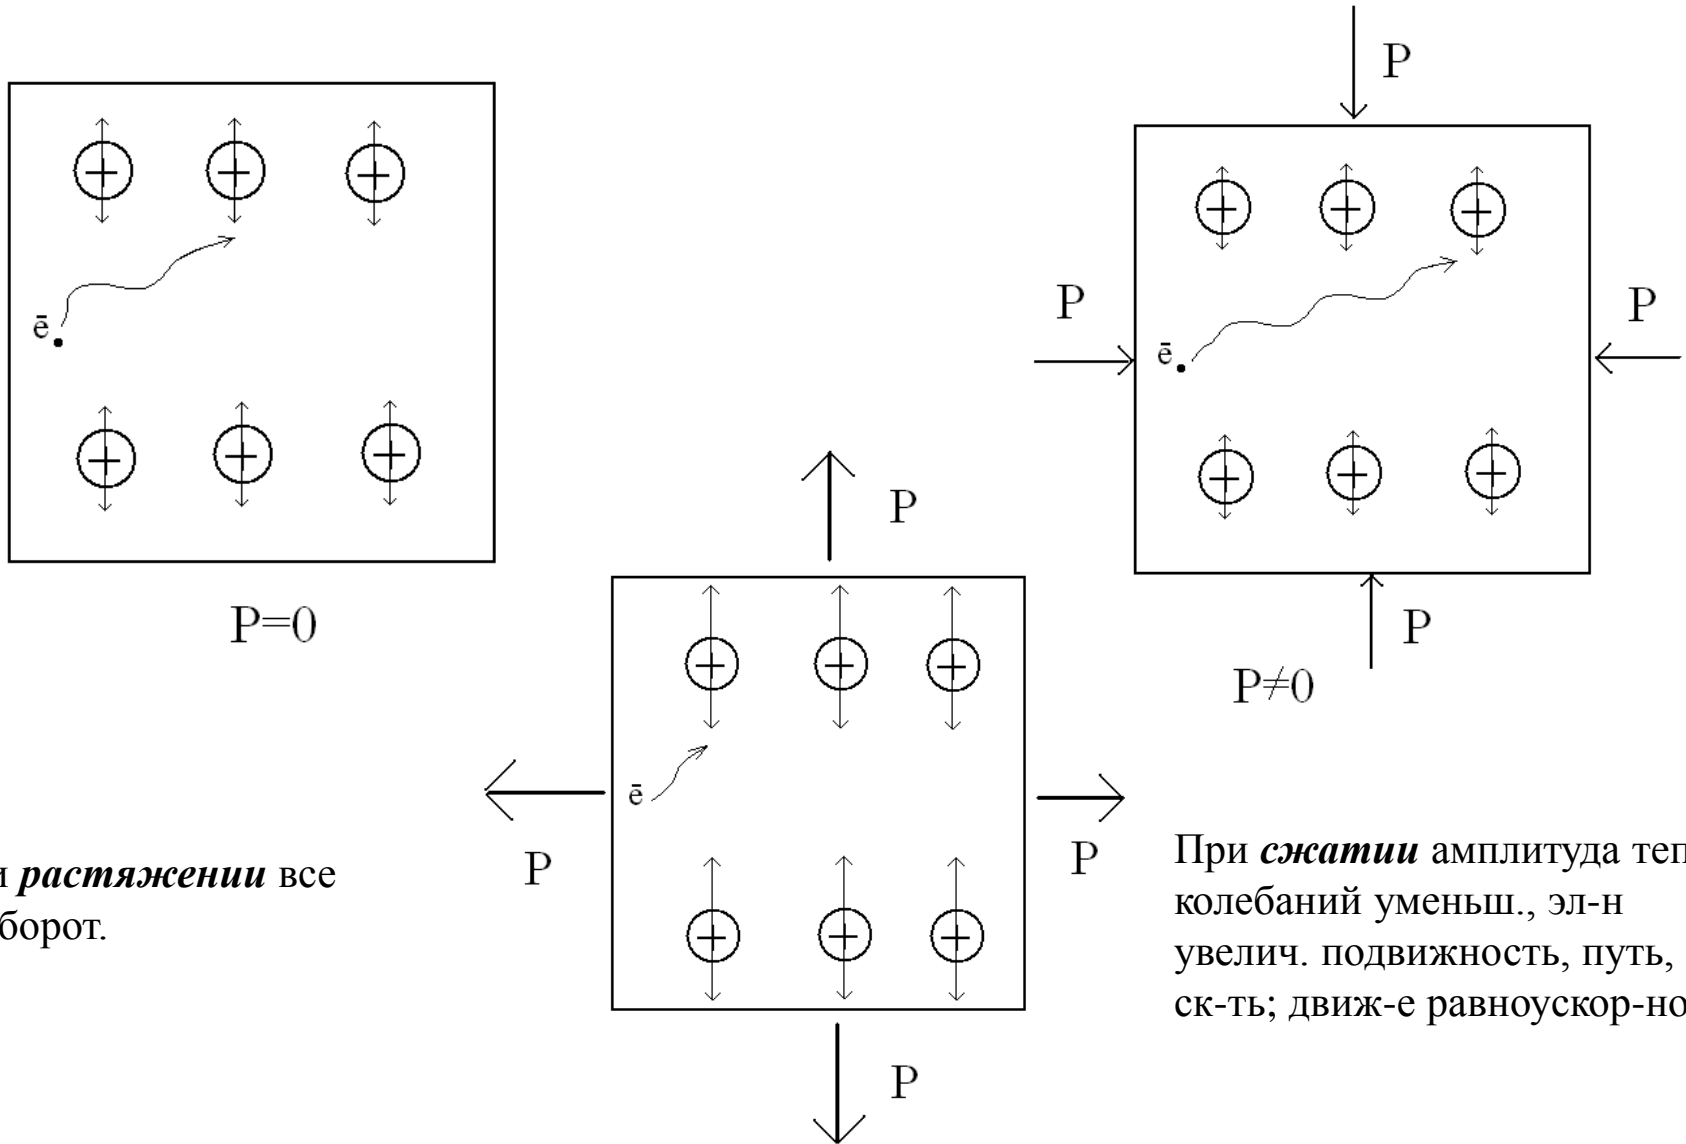 P
ē
P
P
ē
P
P=0
P
P
P≠0
ē
P
P
и растяжении все
оборот.
При сжатии амплитуда теп
колебаний уменьш., эл-н
увелич. подвижность, путь,
ск-ть; движ-е равноускор-но
P